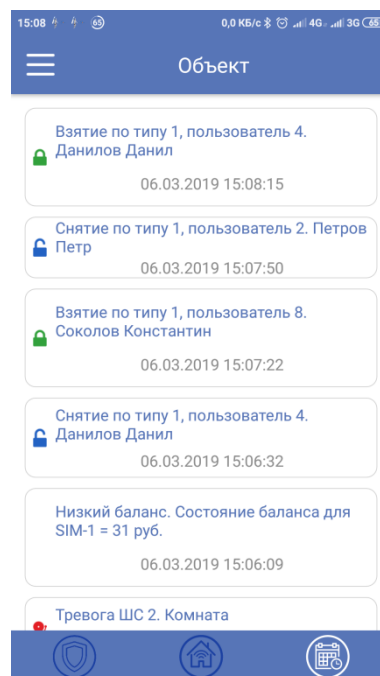 15:08 65 0,0 КБ/с 4G 3G 65
Объект
Взятие по типу 1, пользователь 4.
Данилов Данил
06.03.2019 15:08:15
Снятие по типу 1, пользователь 2. Петров
Петр
06.03.2019 15:07:50
Взятие по типу 1, пользователь 8.
Соколов Константин
06.03.2019 15:07:22
Снятие по типу 1, пользователь 4.
Данилов Данил
06.03.2019 15:06:32
Низкий баланс. Состояние баланса для
SIM-1 = 31 руб.
06.03.2019 15:06:09
Тревога ШС 2. Комната